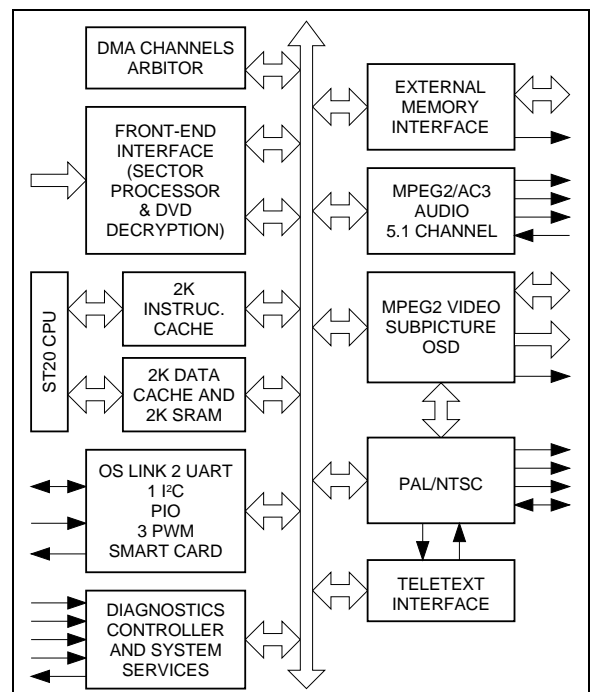 DMA CHANNELS
ARBITOR
FRONT-END
INTERFACE
(SECTOR
PROCESSOR
& DVD
DECRYPTION)
ST20 CPU
2K
INSTRUC.
CACHE
2K DATA
CACHE AND
2K SRAM
OS LINK 2 UART
1 I²C
PIO
3 PWM
SMART CARD
DIAGNOSTICS
CONTROLLER
AND SYSTEM
SERVICES
EXTERNAL
MEMORY
INTERFACE
MPEG2/AC3
AUDIO
5.1 CHANNEL
MPEG2 VIDEO
SUBPICTURE
OSD
PAL/NTSC
TELETEXT
INTERFACE